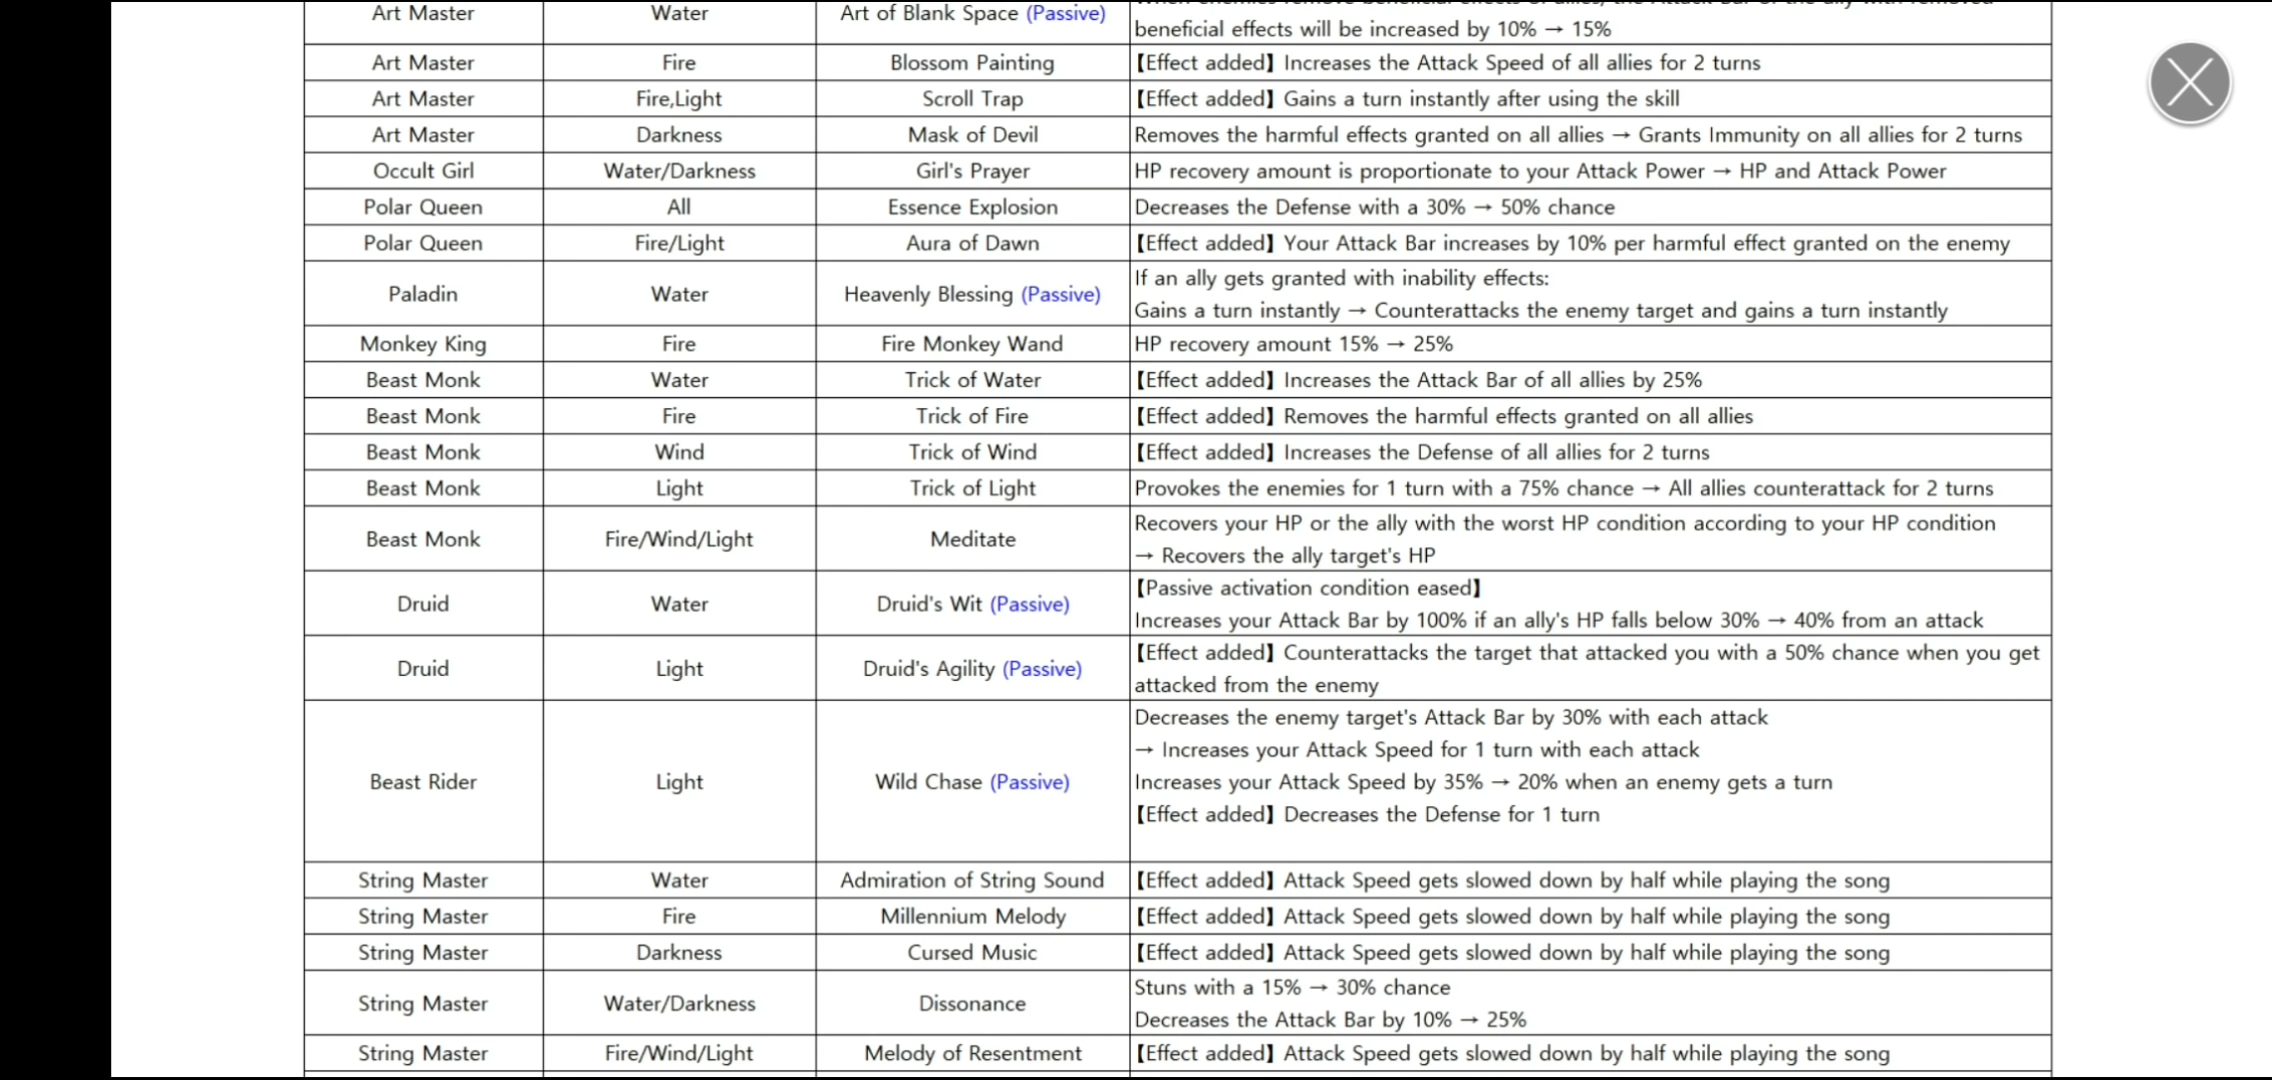 Art Master Water Art of Blank Space (Passive)
beneficial effects will be increased by 10% → 15%
Art Master Fire Blossom Painting 【Effect added】 Increases the Attack Speed of all allies for 2 turns
Art Master Fire,Light Scroll Trap 【Effect added】 Gains a turn instantly after using the skill
Art Master Darkness Mask of Devil Removes the harmful effects granted on all allies → Grants Immunity on all allies for 2 turns
Occult Girl Water/Darkness Girl's Prayer HP recovery amount is proportionate to your Attack Power → HP and Attack Power
Polar Queen All Essence Explosion Decreases the Defense with a 30% → 50% chance
Polar Queen Fire/Light Aura of Dawn 【Effect added】 Your Attack Bar increases by 10% per harmful effect granted on the enemy
Paladin Water Heavenly Blessing (Passive) If an ally gets granted with inability effects:
Gains a turn instantly → Counterattacks the enemy target and gains a turn instantly
Monkey King Fire Fire Monkey Wand HP recovery amount 15% → 25%
Beast Monk Water Trick of Water 【Effect added】 Increases the Attack Bar of all allies by 25%
Beast Monk Fire Trick of Fire 【Effect added】 Removes the harmful effects granted on all allies
Beast Monk Wind Trick of Wind 【Effect added】 Increases the Defense of all allies for 2 turns
Beast Monk Light Trick of Light Provokes the enemies for 1 turn with a 75% chance → All allies counterattack for 2 turns
Beast Monk Fire/Wind/Light Meditate Recovers your HP or the ally with the worst HP condition according to your HP condition
→ Recovers the ally target's HP
Druid Water Druid's Wit (Passive) 【Passive activation condition eased】
Increases your Attack Bar by 100% if an ally's HP falls below 30% → 40% from an attack
Druid Light Druid's Agility (Passive) 【Effect added】 Counterattacks the target that attacked you with a 50% chance when you get
attacked from the enemy
Beast Rider Light Wild Chase (Passive) Decreases the enemy target's Attack Bar by 30% with each attack
→ Increases your Attack Speed for 1 turn with each attack
Increases your Attack Speed by 35% → 20% when an enemy gets a turn
【Effect added】 Decreases the Defense for 1 turn
String Master Water Admiration of String Sound 【Effect added】 Attack Speed gets slowed down by half while playing the song
String Master Fire Millennium Melody 【Effect added】 Attack Speed gets slowed down by half while playing the song
String Master Darkness Cursed Music 【Effect added】 Attack Speed gets slowed down by half while playing the song
String Master Water/Darkness Dissonance Stuns with a 15% → 30% chance
Decreases the Attack Bar by 10% → 25%
String Master Fire/Wind/Light Melody of Resentment 【Effect added】 Attack Speed gets slowed down by half while playing the song